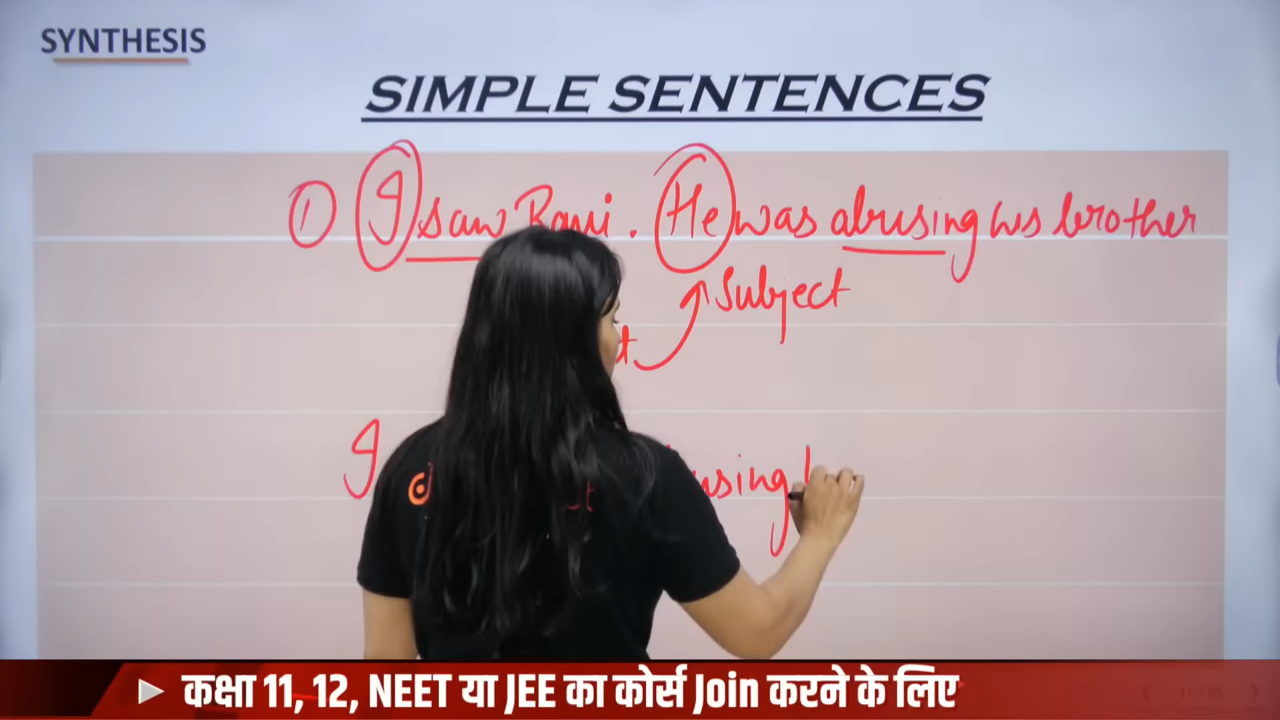 SYNTHESIS
SIMPLE SENTENCES
① I saw Ravi. He was abusing his brother
Subject
t
I using h
कक्षा 11, 12, NEET या JEE का कोर्स Join करने के लिए